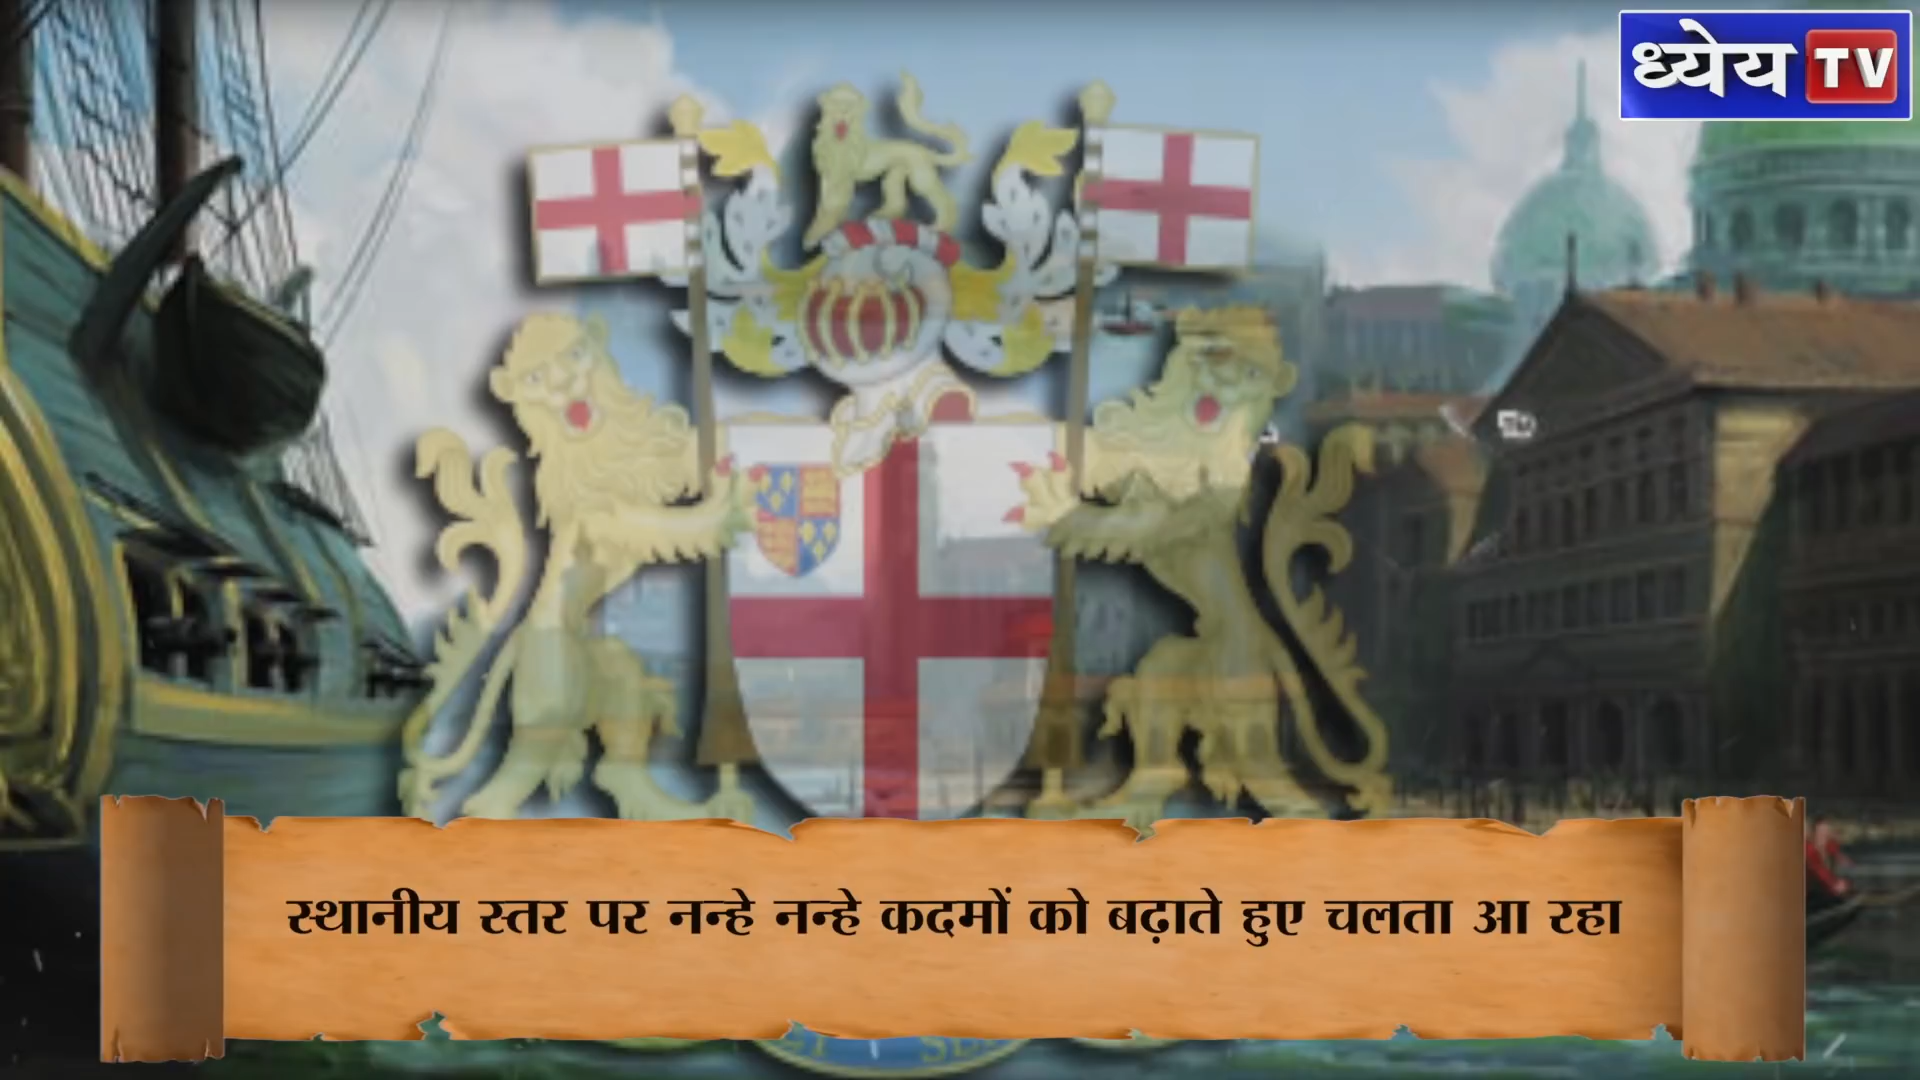 ध्येय TV
स्थानीय स्तर पर नन्हे नन्हे कदमों को बढ़ाते हुए चलता आ रहा